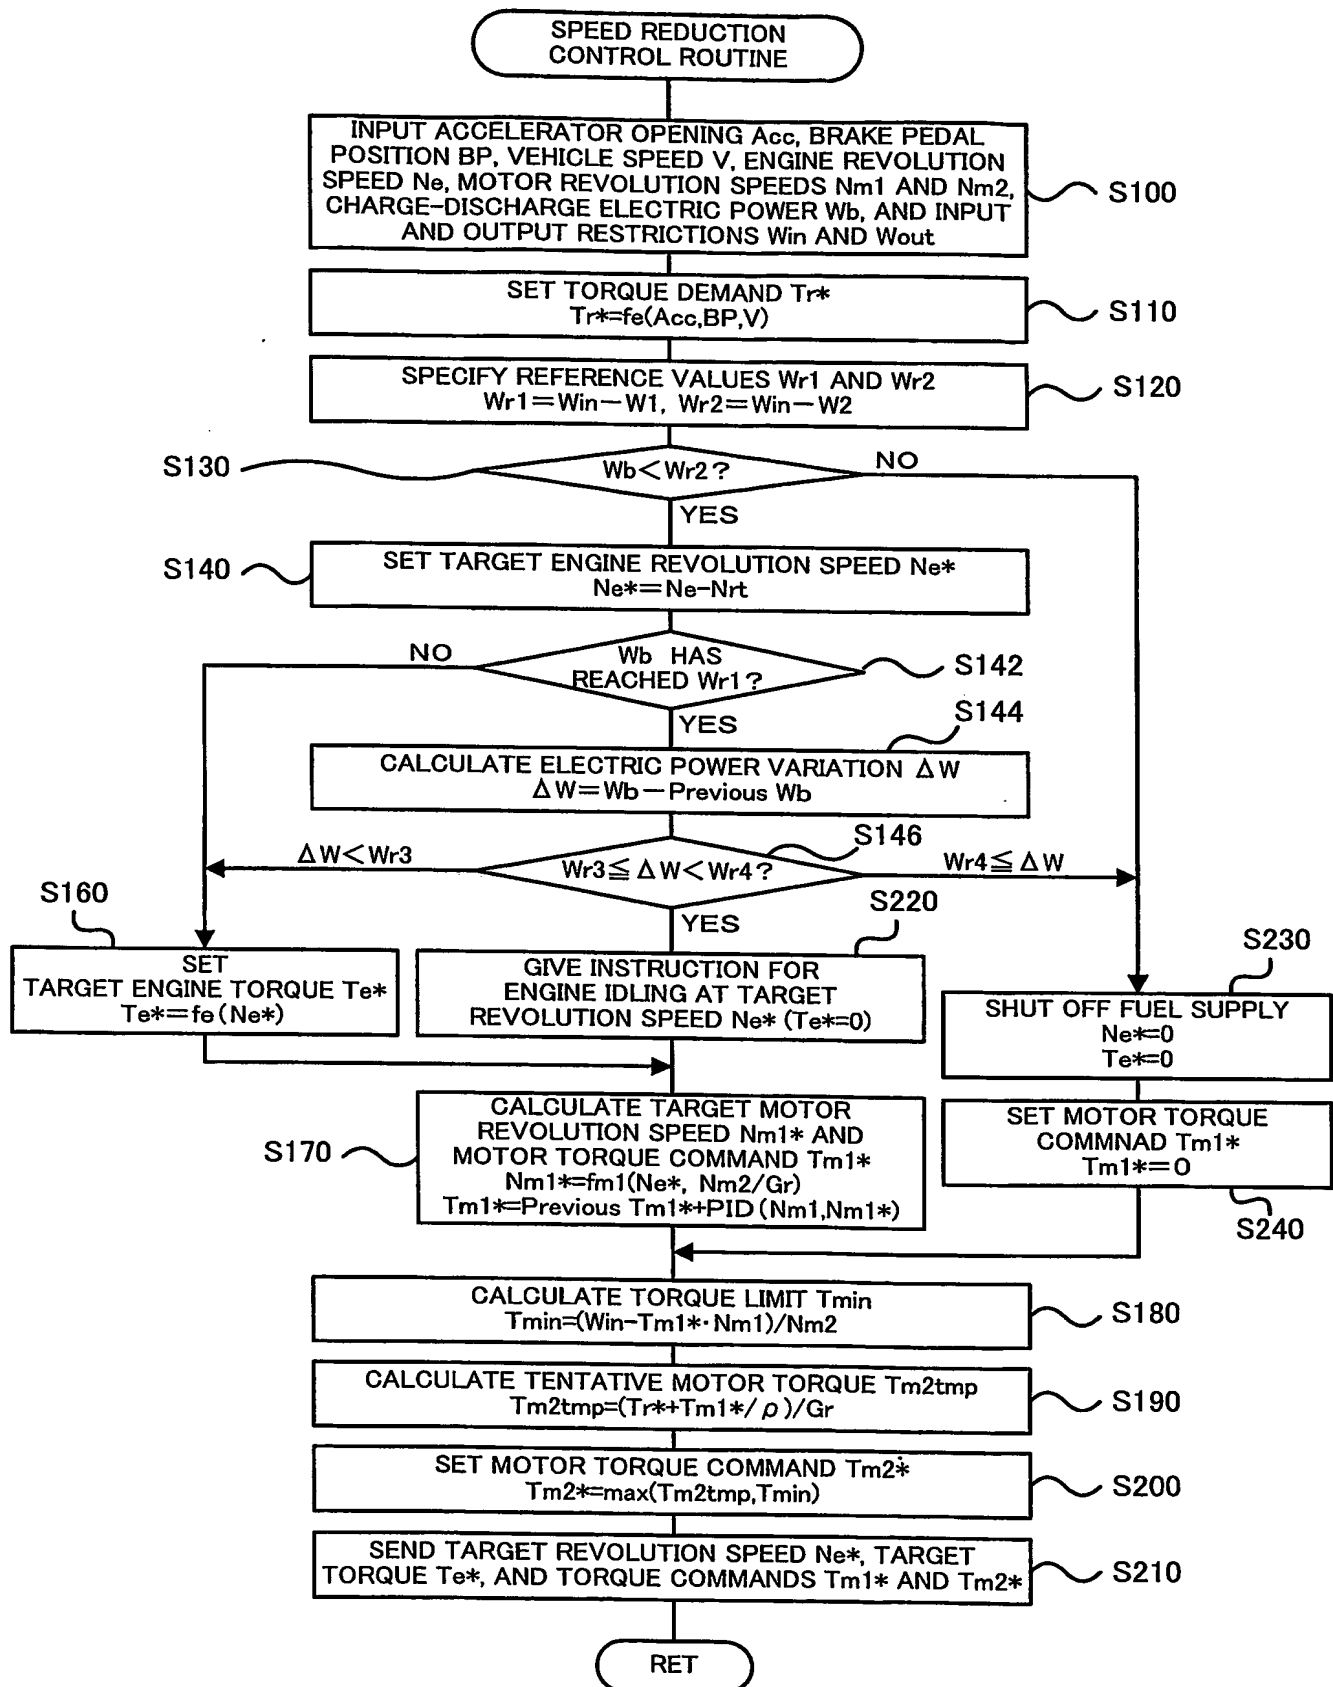 SPEED REDUCTION
CONTROL ROUTINE
INPUT ACCELERATOR OPENING Acc, BRAKE PEDAL
POSITION BP, VEHICLE SPEED V, ENGINE REVOLUTION
SPEED Ne, MOTOR REVOLUTION SPEEDS Nm1 AND Nm2,
CHARGE-DISCHARGE ELECTRIC POWER Wb, AND INPUT
AND OUTPUT RESTRICTIONS Win AND Wout
S100
SET TORQUE DEMAND Tr*
Tr*=fe(Acc,BP,V)
S110
SPECIFY REFERENCE VALUES Wr1 AND Wr2
Wr1=Win-W1, Wr2=Win-W2
S120
S130
Wb<Wr2?
NO
YES
S140
SET TARGET ENGINE REVOLUTION SPEED Ne*
Ne*=Ne-Nrt
NO
Wb HAS
REACHED Wr1?
S142
YES
S144
CALCULATE ELECTRIC POWER VARIATION ΔW
ΔW=Wb-Previous Wb
S146
ΔW<Wr3
Wr3≦ΔW<Wr4?
Wr4≦ΔW
YES
S160
SET
TARGET ENGINE TORQUE Te*
Te*=fe(Ne*)
S220
GIVE INSTRUCTION FOR
ENGINE IDLING AT TARGET
REVOLUTION SPEED Ne* (Te*=0)
S230
SHUT OFF FUEL SUPPLY
Ne*=0
Te*=0
S170
CALCULATE TARGET MOTOR
REVOLUTION SPEED Nm1* AND
MOTOR TORQUE COMMAND Tm1*
Nm1*=fm1(Ne*, Nm2/Gr)
Tm1*=Previous Tm1*+PID(Nm1,Nm1*)
SET MOTOR TORQUE
COMMNAD Tm1*
Tm1*=0
S240
CALCULATE TORQUE LIMIT Tmin
Tmin=(Win-Tm1*·Nm1)/Nm2
S180
CALCULATE TENTATIVE MOTOR TORQUE Tm2tmp
Tm2tmp=(Tr*+Tm1*/ρ)/Gr
S190
SET MOTOR TORQUE COMMAND Tm2*
Tm2*=max(Tm2tmp,Tmin)
S200
SEND TARGET REVOLUTION SPEED Ne*, TARGET
TORQUE Te*, AND TORQUE COMMANDS Tm1* AND Tm2*
S210
RET